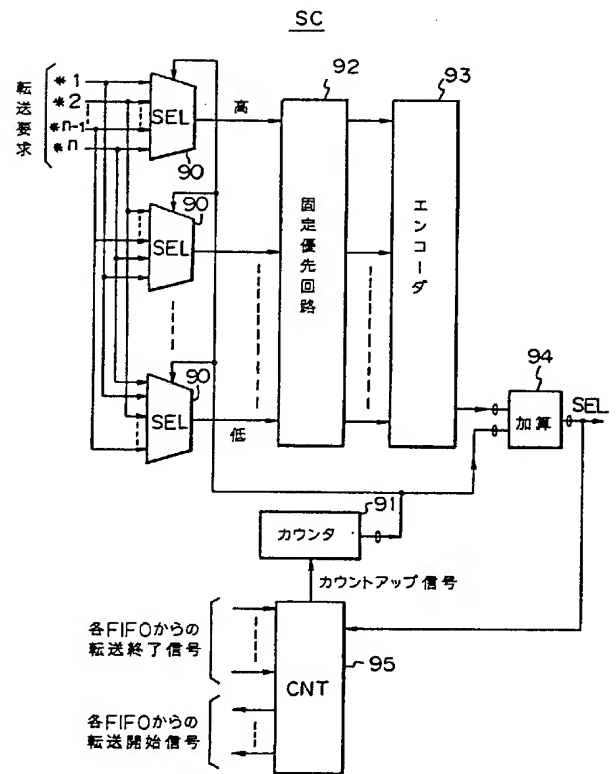 SC
転送要求
*1
*2
*n-1
*n
SEL
90
高
92
93
SEL
90
固定優先回路
エンコーダ
SEL
90
低
94
加算
SEL
カウンタ
91
カウントアップ信号
各FIFOからの
転送終了信号
CNT
95
各FIFOからの
転送開始信号